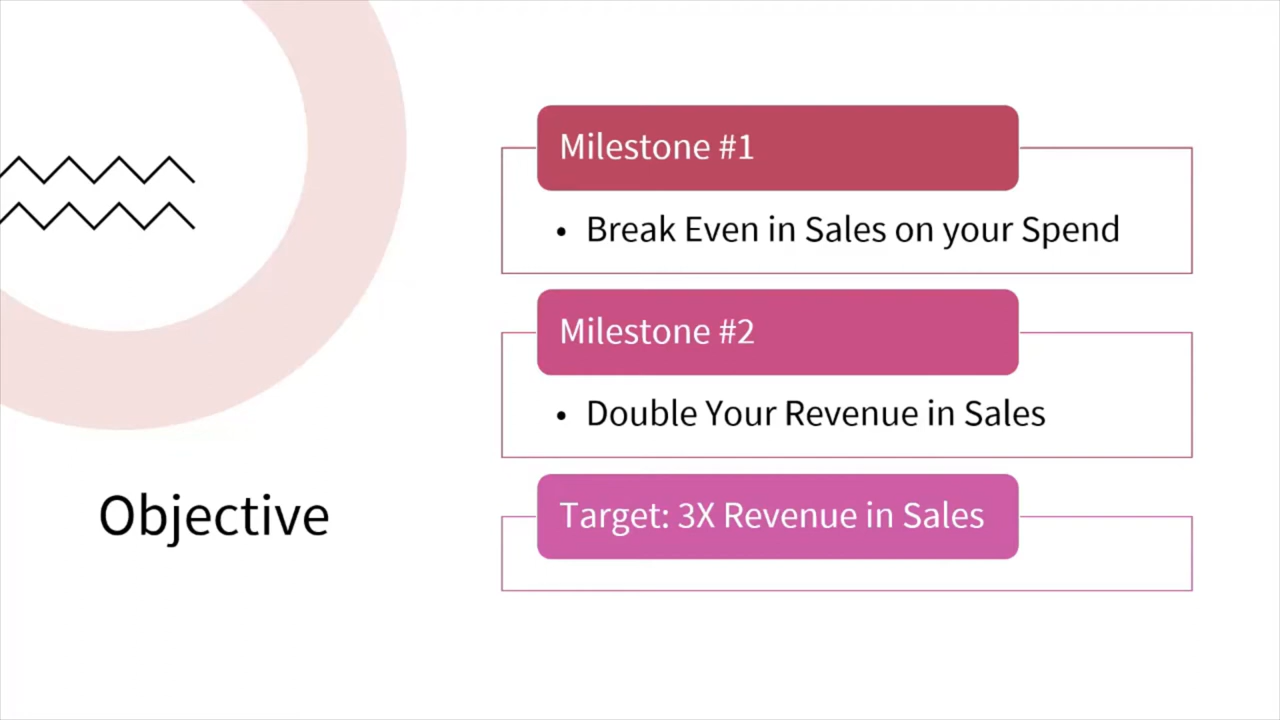 Objective
Milestone #1
• Break Even in Sales on your Spend
Milestone #2
• Double Your Revenue in Sales
Target: 3X Revenue in Sales